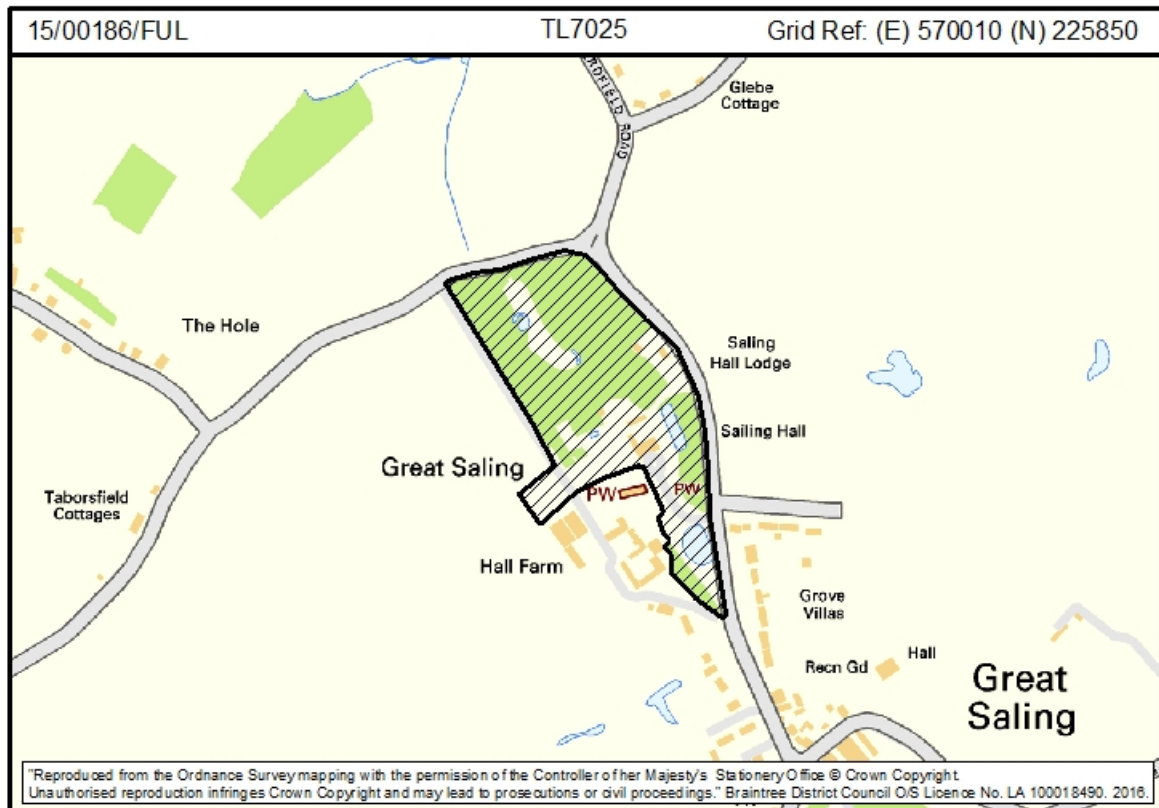 15/00186/FUL TL7025 Grid Ref: (E) 570010 (N) 225850
Glebe
Cottage
RDFIELD ROAD
The Hole
Saling
Hall Lodge
Sailing Hall
Great Saling
PW
PW
Taborsfield
Cottages
Hall Farm
Grove
Villas
Hall
Recn Gd
Great
Saling
"Reproduced from the Ordnance Survey mapping with the permission of the Controller of her Majesty's Stationery Office © Crown Copyright.
Unauthorised reproduction infringes Crown Copyright and may lead to prosecutions or civil proceedings." Braintree District Council O/S Licence No. LA 100018490. 2016.